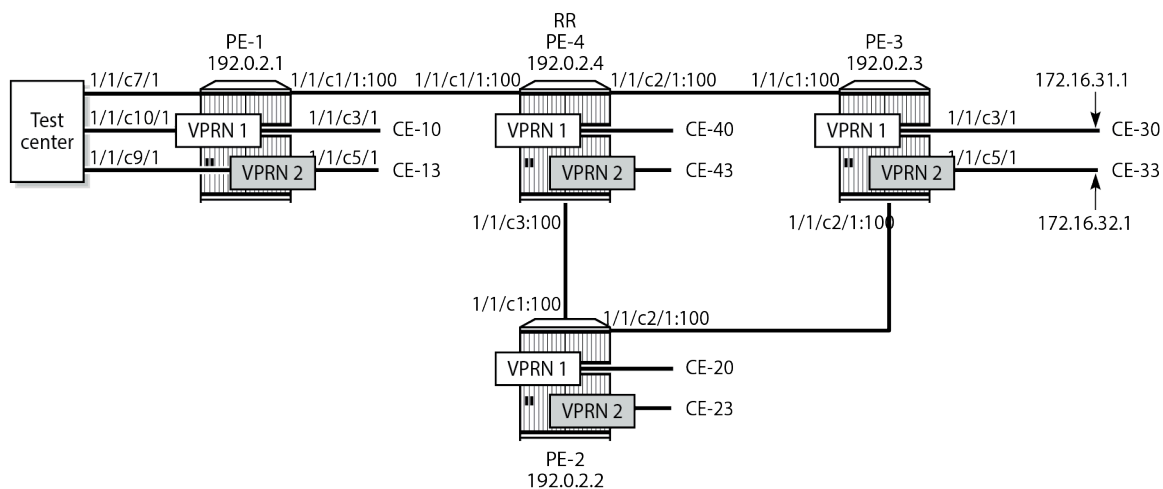 RR
PE-1
PE-4
PE-3
192.0.2.1
192.0.2.4
192.0.2.3
1/1/c7/1
1/1/c1/1:100
1/1/c1/1:100
1/1/c2/1:100
1/1/c1:100
172.16.31.1
Test
center
1/1/c10/1
VPRN 1
1/1/c3/1
CE-10
VPRN 1
CE-40
VPRN 1
1/1/c3/1
CE-30
1/1/c9/1
VPRN 2
1/1/c5/1
CE-13
VPRN 2
CE-43
VPRN 2
1/1/c5/1
CE-33
1/1/c3:100
1/1/c2/1:100
172.16.32.1
1/1/c1:100
1/1/c2/1:100
VPRN 1
CE-20
VPRN 2
CE-23
PE-2
192.0.2.2